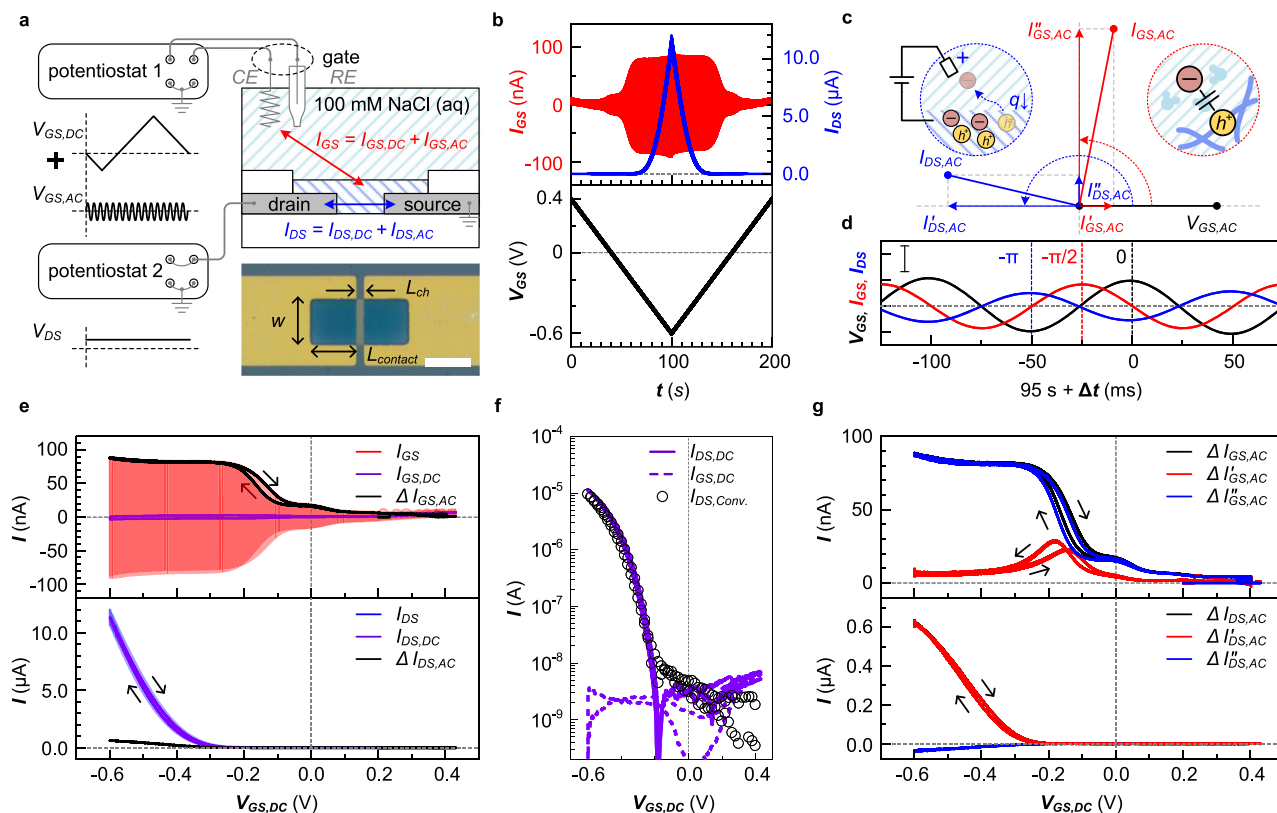 a
potentiostat 1
gate
CE
RE
100 mM NaCl (aq)
V_GS,DC
+
I_GS = I_GS,DC + I_GS,AC
V_GS,AC
drain
source
I_DS = I_DS,DC + I_DS,AC
potentiostat 2
V_DS
L_ch
w
L_contact
b
100
0
-100
I_GS (nA)
10.0
5.0
0.0
I_DS (µA)
0.4
0
-0.6
V_GS (V)
0
100
200
t (s)
c
I''_GS,AC
I_GS,AC
+
−
−
q↓
−
−
h⁺
h⁺
h⁺
h⁺
I_DS,AC
I''_DS,AC
I'_DS,AC
I'_GS,AC
V_GS,AC
d
-π
-π/2
0
V_GS, I_GS, I_DS
-100
-50
0
50
95 s + Δt (ms)
e
100
50
0
-50
-100
I (nA)
I_GS
I_GS,DC
Δ I_GS,AC
10.0
5.0
0.0
I (µA)
I_DS
I_DS,DC
Δ I_DS,AC
-0.6
-0.4
-0.2
0.0
0.2
0.4
V_GS,DC (V)
f
10⁻⁴
10⁻⁵
10⁻⁶
10⁻⁷
10⁻⁸
10⁻⁹
I (A)
I_DS,DC
I_GS,DC
I_DS,Conv.
-0.6
-0.4
-0.2
0.0
0.2
0.4
V_GS,DC (V)
g
100
50
0
I (nA)
Δ I_GS,AC
Δ I'_GS,AC
Δ I''_GS,AC
0.6
0.4
0.2
0.0
I (µA)
Δ I_DS,AC
Δ I'_DS,AC
Δ I''_DS,AC
-0.6
-0.4
-0.2
0.0
0.2
0.4
V_GS,DC (V)